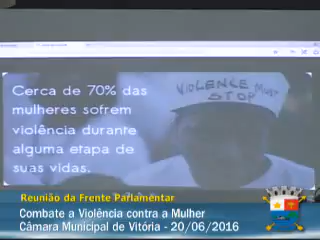 Cerca de 70% das
mulheres sofrem
violência durante
alguma etapa de
suas vidas.
VIOLENCE MUST
STOP
Reunião da Frente Parlamentar
Combate a Violência contra a Mulher
Câmara Municipal de Vitória - 20/06/2016